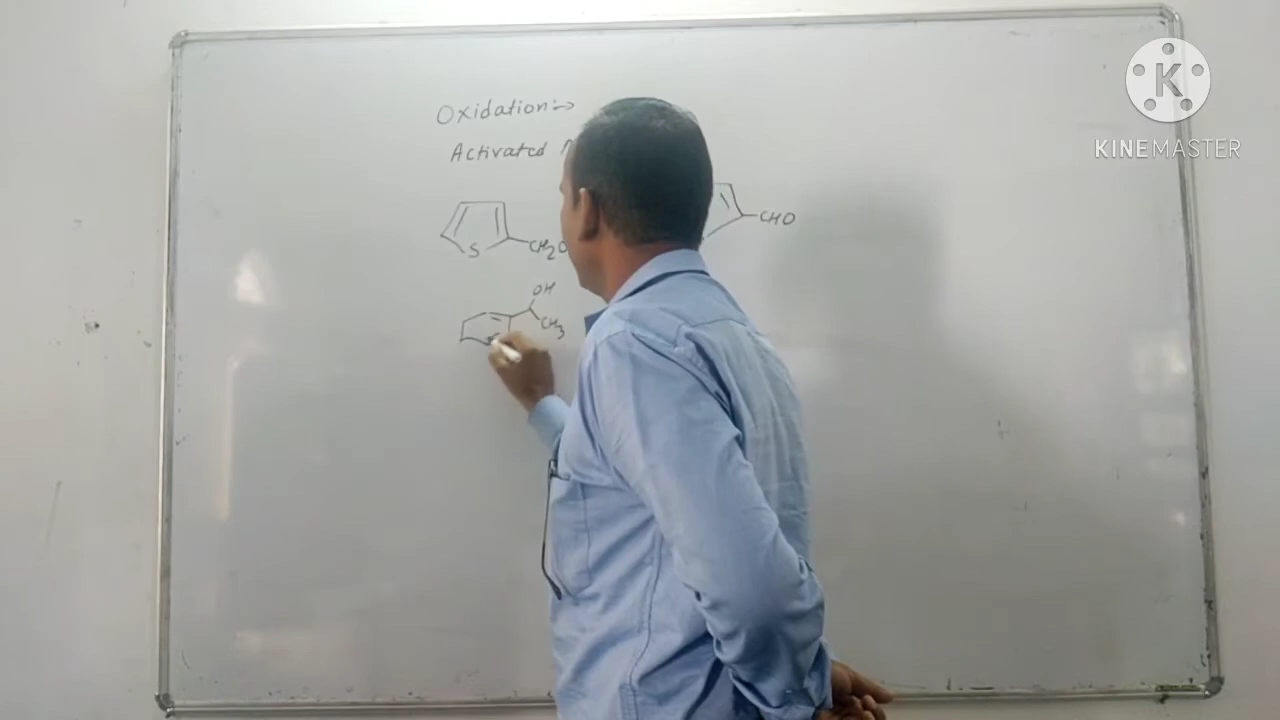 Oxidation:→
Activated
S CH2O CHO
OH
CH3
K
KINEMASTER